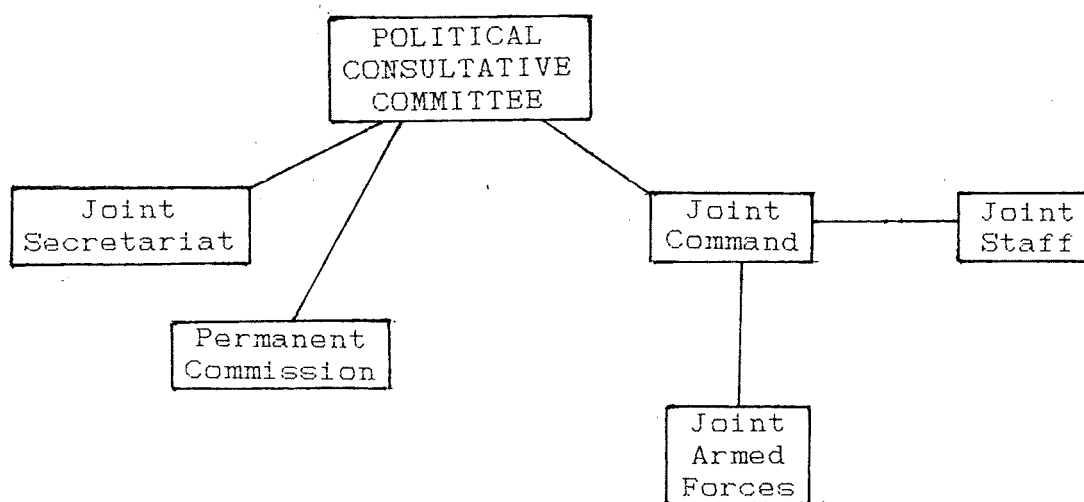 POLITICAL
CONSULTATIVE
COMMITTEE
Joint
Secretariat
Joint
Command
Joint
Staff
Permanent
Commission
Joint
Armed
Forces